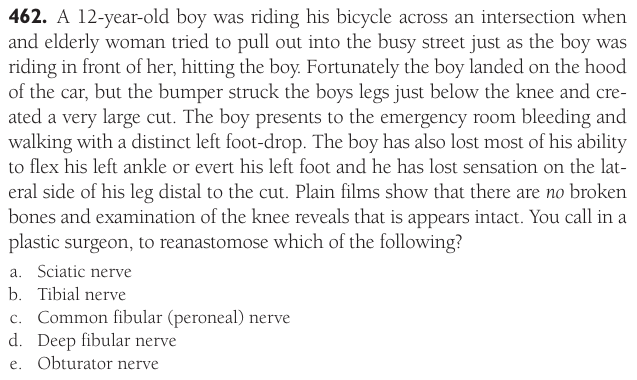 462. A 12-year-old boy was riding his bicycle across an intersection when
and elderly woman tried to pull out into the busy street just as the boy was
riding in front of her, hitting the boy. Fortunately the boy landed on the hood
of the car, but the bumper struck the boys legs just below the knee and cre-
ated a very large cut. The boy presents to the emergency room bleeding and
walking with a distinct left foot-drop. The boy has also lost most of his ability
to flex his left ankle or evert his left foot and he has lost sensation on the lat-
eral side of his leg distal to the cut. Plain films show that there are no broken
bones and examination of the knee reveals that is appears intact. You call in a
plastic surgeon, to reanastomose which of the following?
a. Sciatic nerve
b. Tibial nerve
c. Common fibular (peroneal) nerve
d. Deep fibular nerve
e. Obturator nerve